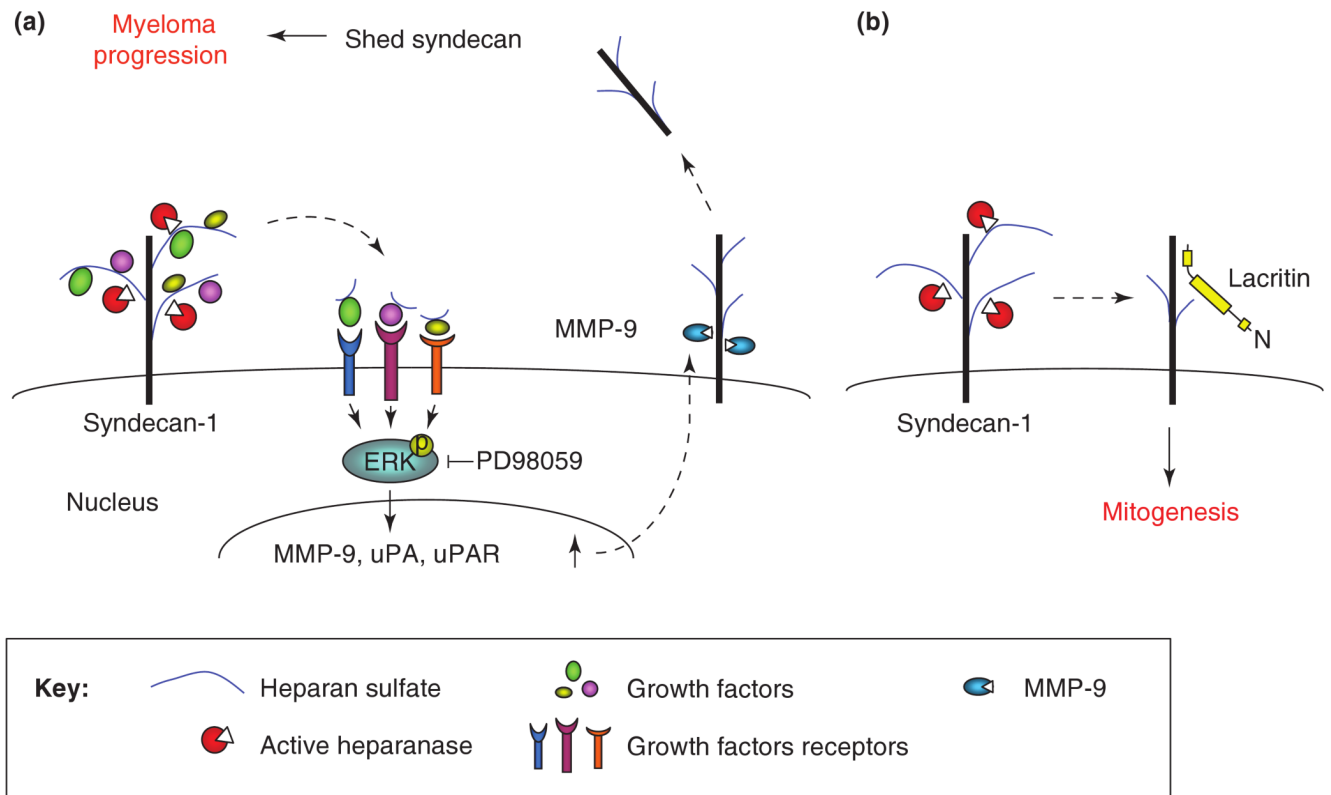 (a)
Myeloma
progression
Shed syndecan
MMP-9
Syndecan-1
p
ERK
PD98059
Nucleus
MMP-9, uPA, uPAR
(b)
Lacritin
N
Syndecan-1
Mitogenesis
Key:
Heparan sulfate
Growth factors
MMP-9
Active heparanase
Growth factors receptors